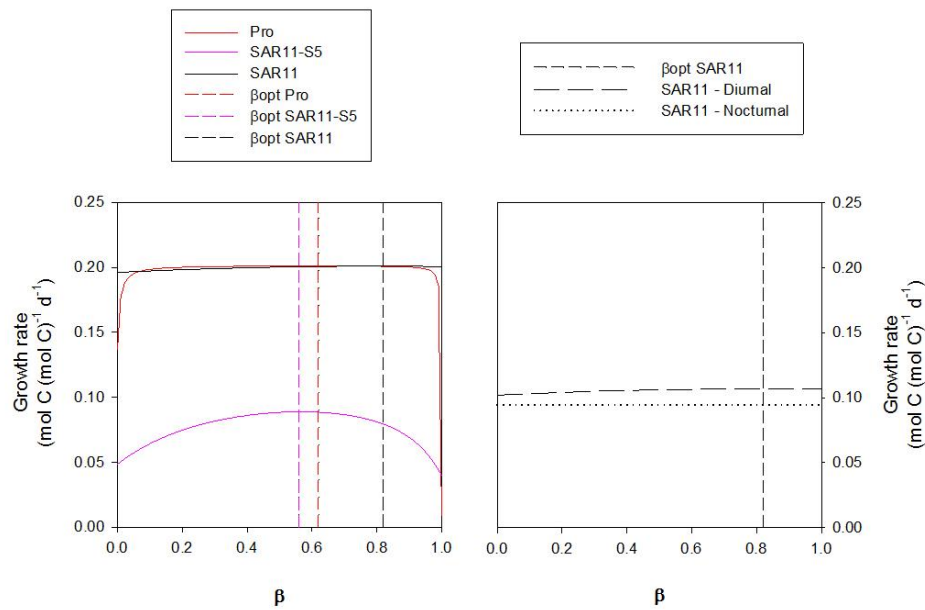 Pro
SAR11-S5
SAR11
βopt Pro
βopt SAR11-S5
βopt SAR11
βopt SAR11
SAR11 - Diurnal
SAR11 - Nocturnal
Growth rate
(mol C (mol C)⁻¹ d⁻¹)
0.25
0.20
0.15
0.10
0.05
0.00
0.0 0.2 0.4 0.6 0.8 1.0
β
0.0 0.2 0.4 0.6 0.8 1.0
β
0.25
0.20
0.15
0.10
0.05
0.00
Growth rate
(mol C (mol C)⁻¹ d⁻¹)